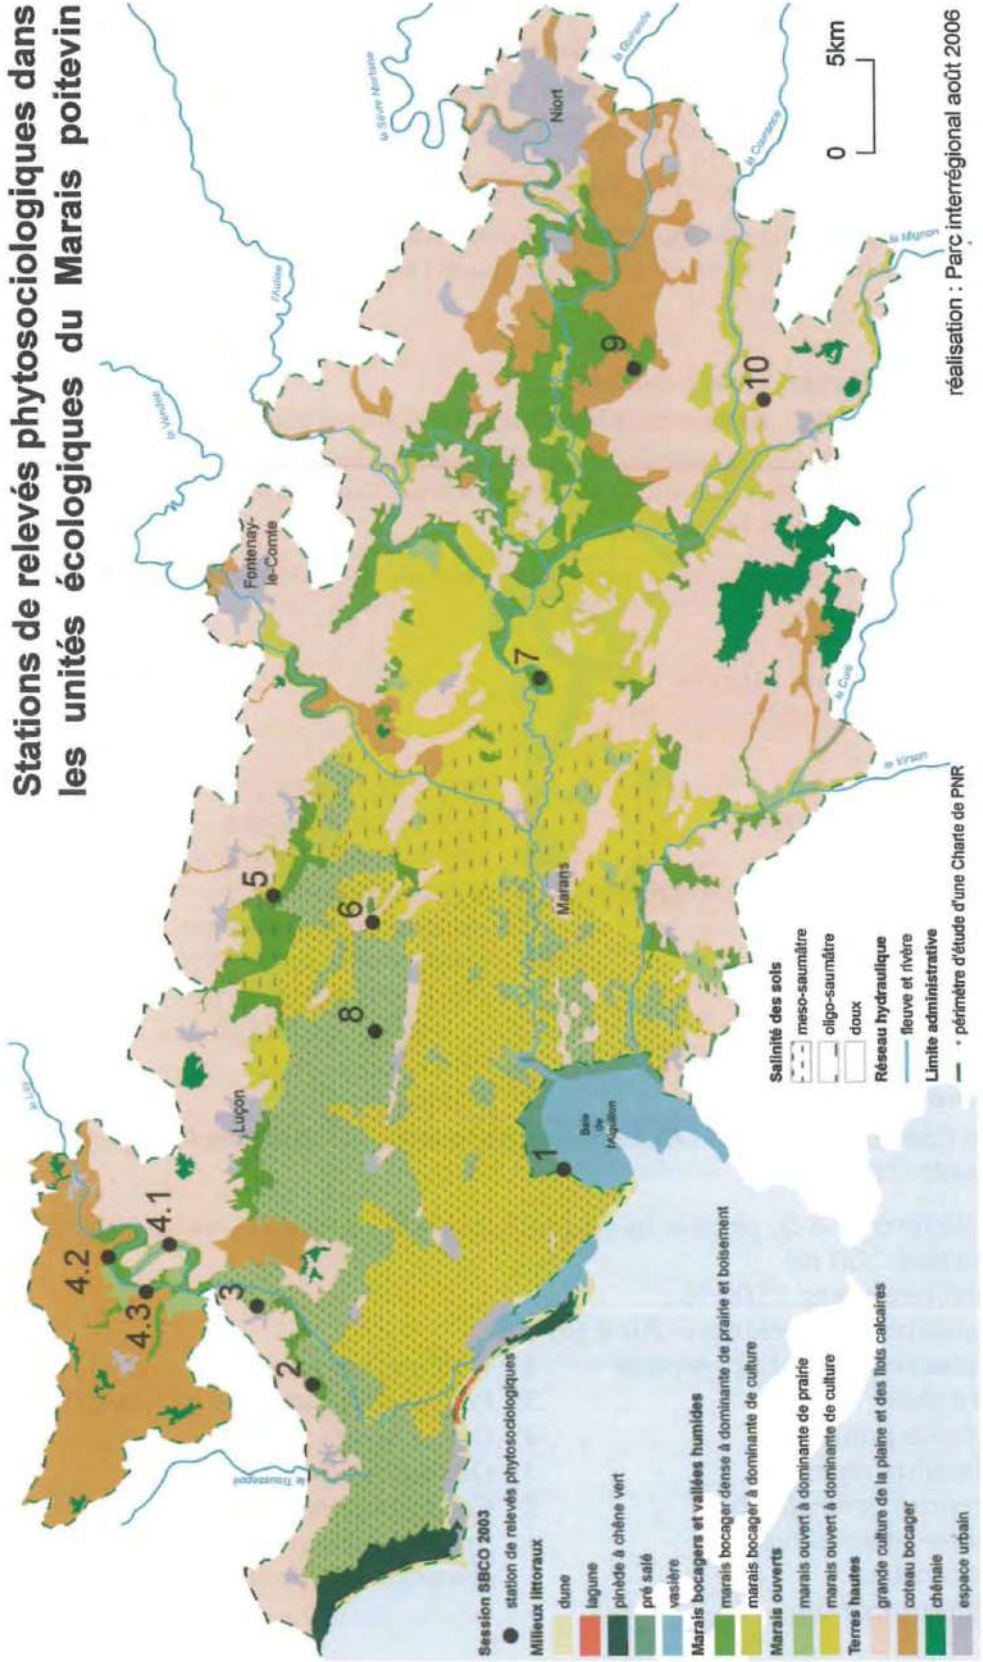 Stations de relevés phytosociologiques dans
les unités écologiques du Marais poitevin
la Sèvre Niortaise
la Guirande
Niort
la Courance
0 5km
le Mignon
l'Autise
la Vendée
Fontenay-
le-Comte
9
10
7
le Curé
le Virson
5
6
8
Marans
Luçon
le Lay
4.2
4.1
4.3
3
2
1
Baie
de
l'Aiguillon
le Troussepoil
réalisation : Parc interrégional août 2006
Session SBCO 2003
station de relevés phytosociologiques
Milieux littoraux
dune
lagune
pinède à chêne vert
pré salé
vasière
Marais bocagers et vallées humides
marais bocager dense à dominante de prairie et boisement
marais bocager à dominante de culture
Marais ouverts
marais ouvert à dominante de prairie
marais ouvert à dominante de culture
Terres hautes
grande culture de la plaine et des îlots calcaires
coteau bocager
chênaie
espace urbain
Salinité des sols
meso-saumâtre
oligo-saumâtre
doux
Réseau hydraulique
fleuve et rivière
Limite administrative
périmètre d'étude d'une Charte de PNR